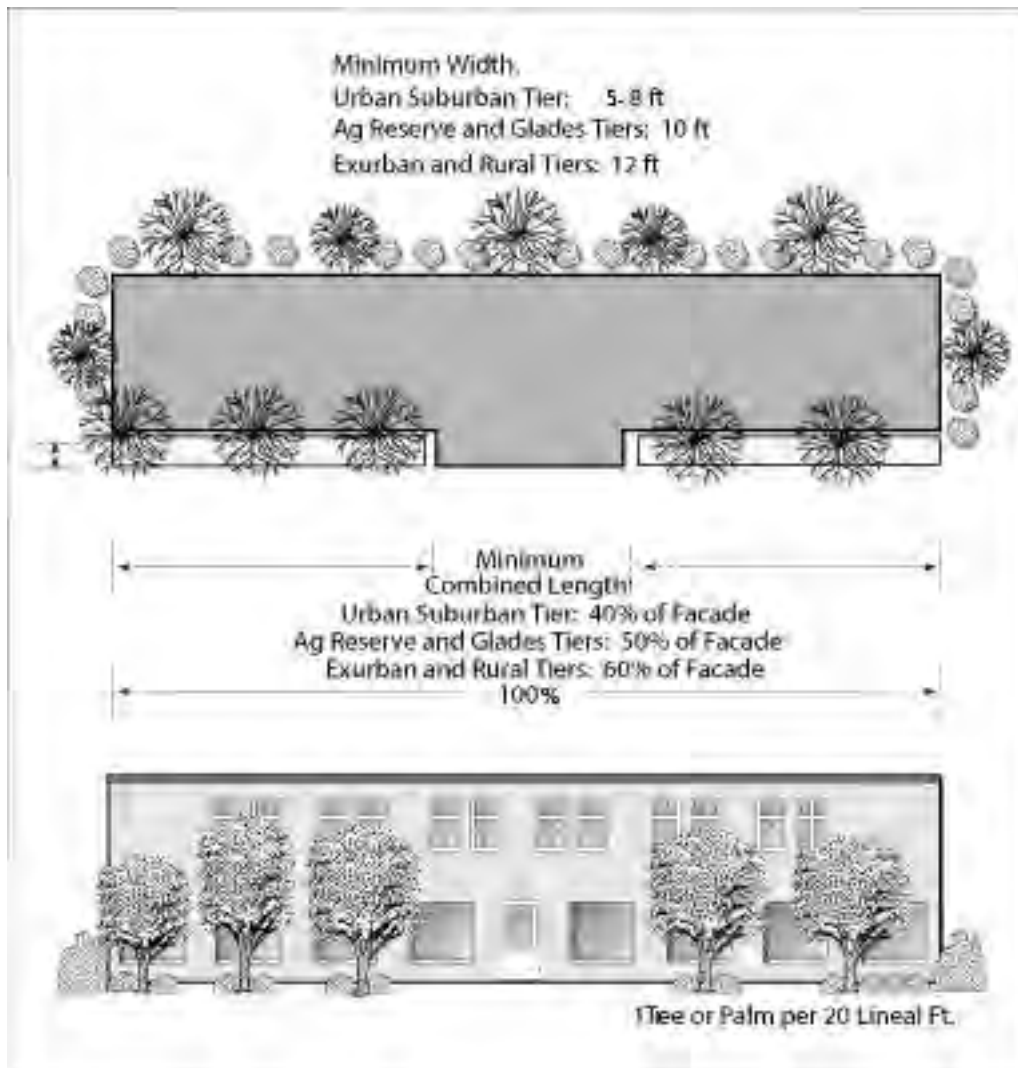 Minimum Width.
Urban Suburban Tier: 5-8 ft
Ag Reserve and Glades Tiers: 10 ft
Exurban and Rural Tiers: 12 ft
Minimum
Combined Length
Urban Suburban Tier: 40% of Facade
Ag Reserve and Glades Tiers: 50% of Facade
Exurban and Rural Tiers: 60% of Facade
100%
1 Tree or Palm per 20 Lineal Ft.